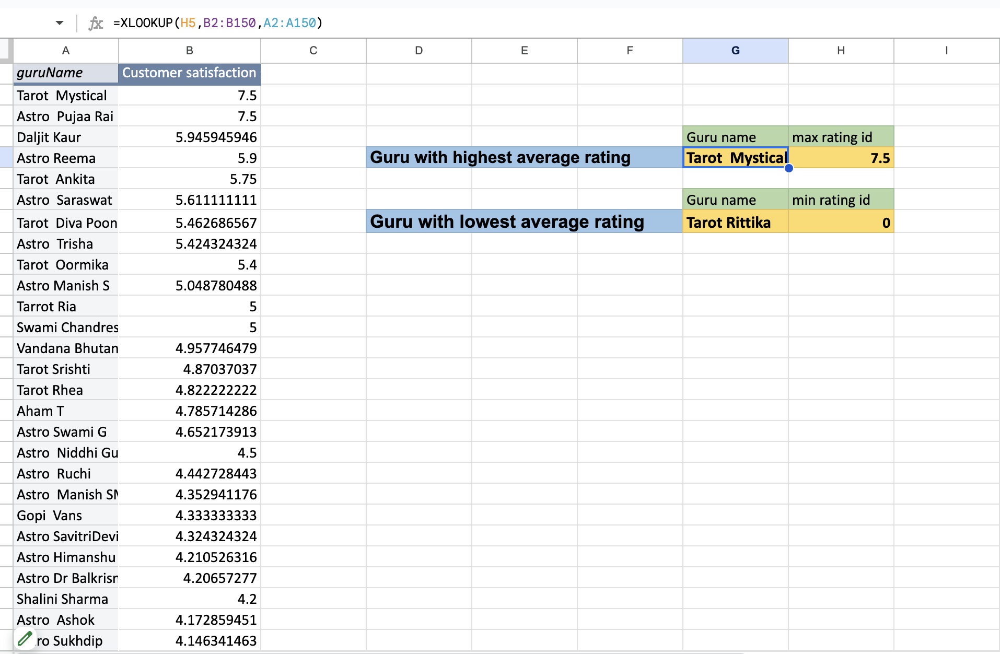 fx =XLOOKUP(H5,B2:B150,A2:A150)
A B C D E F G H I
guruName Customer satisfaction
Tarot  Mystical 7.5
Astro  Pujaa Rai 7.5
Daljit Kaur 5.945945946 Guru name max rating id
Astro Reema 5.9 Guru with highest average rating Tarot  Mystical 7.5
Tarot  Ankita 5.75
Astro  Saraswat 5.611111111 Guru name min rating id
Tarot  Diva Poon 5.462686567 Guru with lowest average rating Tarot Rittika 0
Astro  Trisha 5.424324324
Tarot  Oormika 5.4
Astro Manish S 5.048780488
Tarrot Ria 5
Swami Chandres 5
Vandana Bhutan 4.957746479
Tarot Srishti 4.87037037
Tarot Rhea 4.822222222
Aham T 4.785714286
Astro Swami G 4.652173913
Astro  Niddhi Gu 4.5
Astro  Ruchi 4.442728443
Astro  Manish SM 4.352941176
Gopi  Vans 4.333333333
Astro SavitriDevi 4.324324324
Astro Himanshu 4.210526316
Astro Dr Balkrisn 4.20657277
Shalini Sharma 4.2
Astro  Ashok 4.172859451
ro Sukhdip 4.146341463